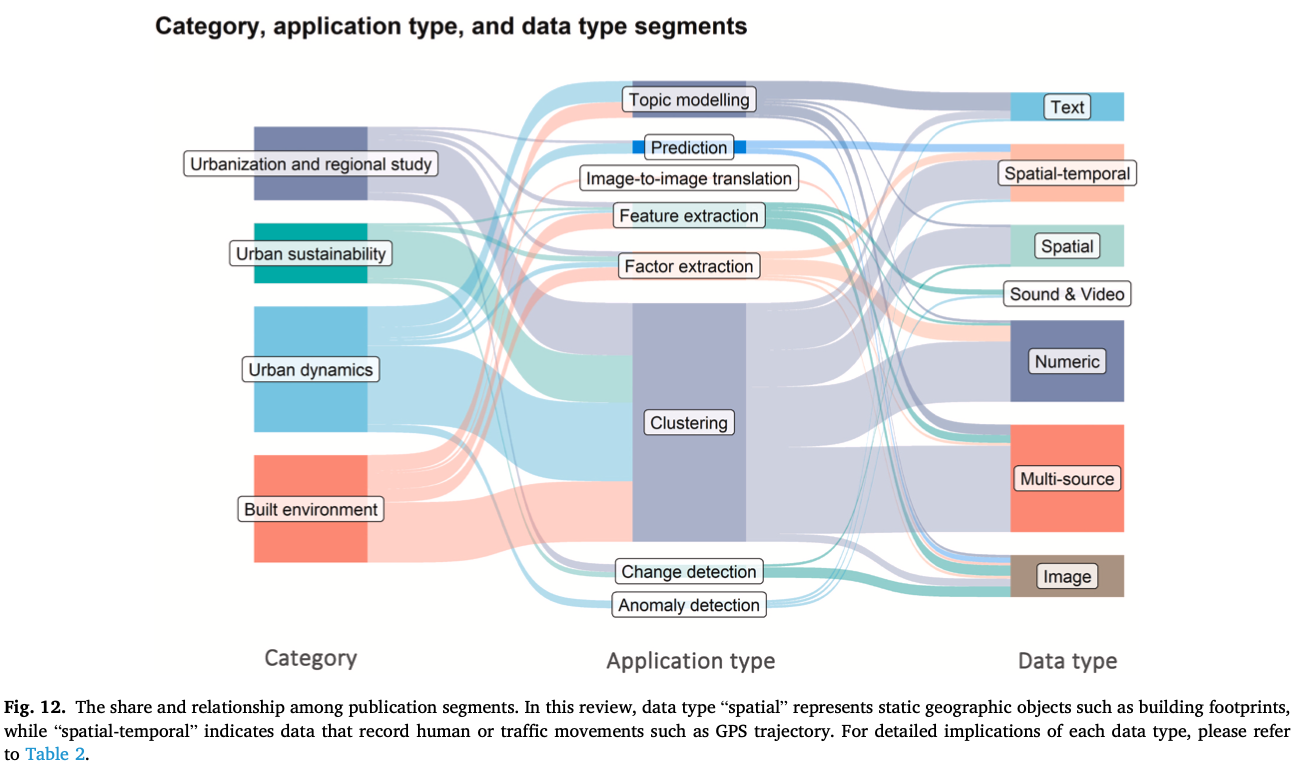 Category, application type, and data type segments
Topic modelling
Text
Prediction
Urbanization and regional study
Image-to-image translation
Spatial-temporal
Feature extraction
Urban sustainability
Spatial
Factor extraction
Sound & Video
Urban dynamics
Numeric
Clustering
Multi-source
Built environment
Change detection
Image
Anomaly detection
Category
Application type
Data type
Fig. 12. The share and relationship among publication segments. In this review, data type “spatial” represents static geographic objects such as building footprints,
while “spatial-temporal” indicates data that record human or traffic movements such as GPS trajectory. For detailed implications of each data type, please refer
to Table 2.